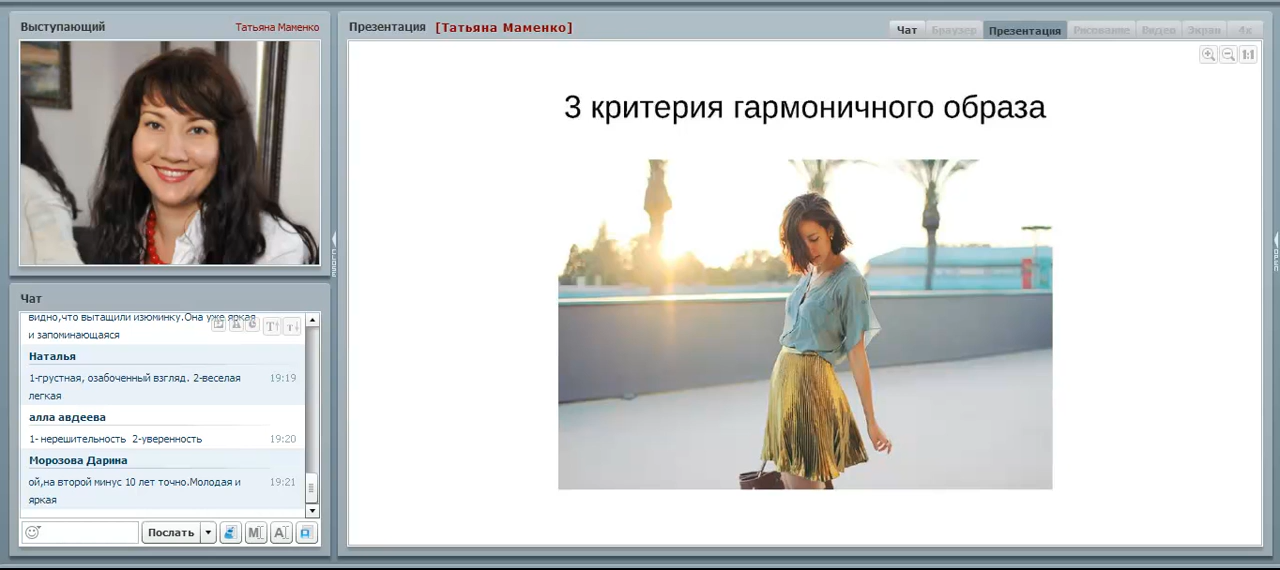 Выступающий
Татьяна Маменко
Презентация [Татьяна Маменко]
Чат
Браузер
Презентация
Рисование
Видео
Экран
4x
1:1
3 критерия гармоничного образа
Чат
видно,что вытащили изюминку.Она уже яркая
и запоминающаяся
Наталья
1-грустная, озабоченный взгляд. 2-веселая 19:19
легкая
алла авдеева
1- нерешительность 2-уверенность 19:20
Морозова Дарина
ой,на второй минус 10 лет точно.Молодая и 19:21
яркая
Послать